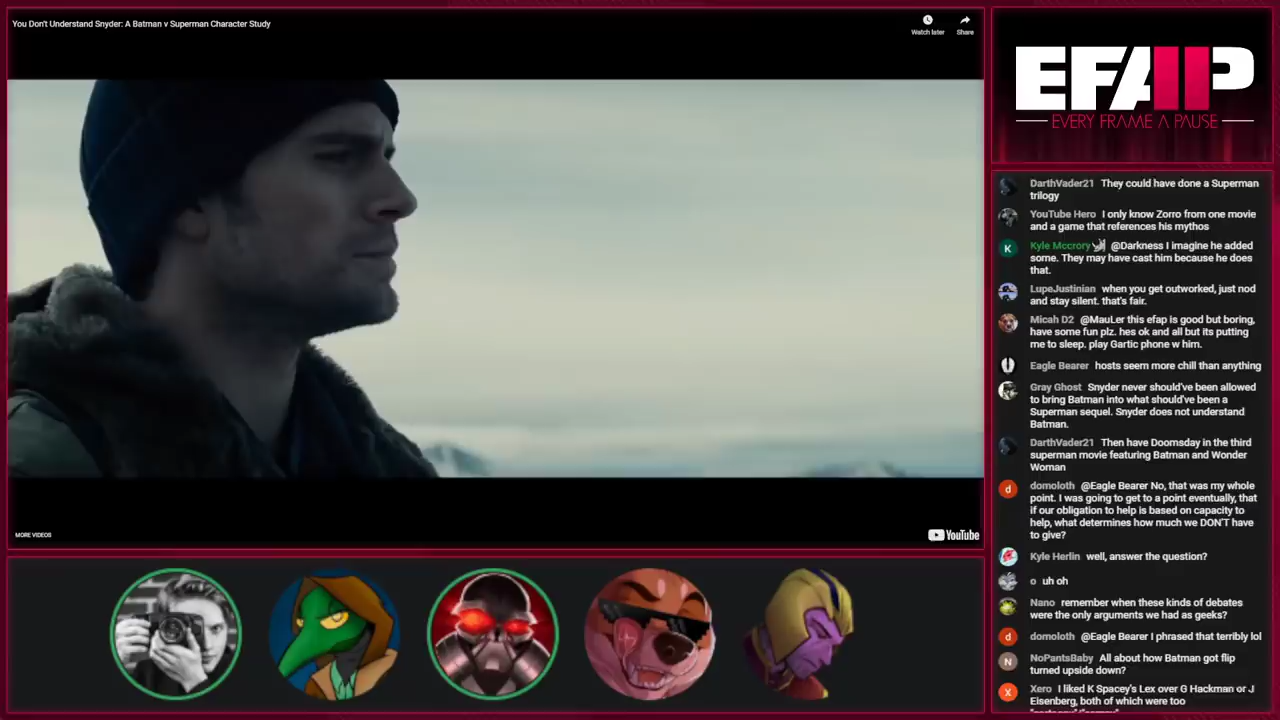 You Don't Understand Snyder: A Batman v Superman Character Study
Watch later
Share
MORE VIDEOS
YouTube
EFAP
EVERY FRAME A PAUSE
DarthVader21 They could have done a Superman
trilogy
YouTube Hero I only know Zorro from one movie
and a game that references his mythos
K
Kyle Mccrory @Darkness I imagine he added
some. They may have cast him because he does
that.
LupeJustinian when you get outworked, just nod
and stay silent. that's fair.
Micah D2 @MauLer this efap is good but boring,
have some fun plz. hes ok and all but its putting
me to sleep. play Gartic phone w him.
Eagle Bearer hosts seem more chill than anything
Gray Ghost Snyder never should've been allowed
to bring Batman into what should've been a
Superman sequel. Snyder does not understand
Batman.
DarthVader21 Then have Doomsday in the third
superman movie featuring Batman and Wonder
Woman
d
domoloth @Eagle Bearer No, that was my whole
point. I was going to get to a point eventually, that
if our obligation to help is based on capacity to
help, what determines how much we DON'T have
to give?
Kyle Herlin well, answer the question?
o uh oh
Nano remember when these kinds of debates
were the only arguments we had as geeks?
d
domoloth @Eagle Bearer I phrased that terribly lol
N
NoPantsBaby All about how Batman got flip
turned upside down?
X
Xero I liked K Spacey's Lex over G Hackman or J
Eisenberg, both of which were too